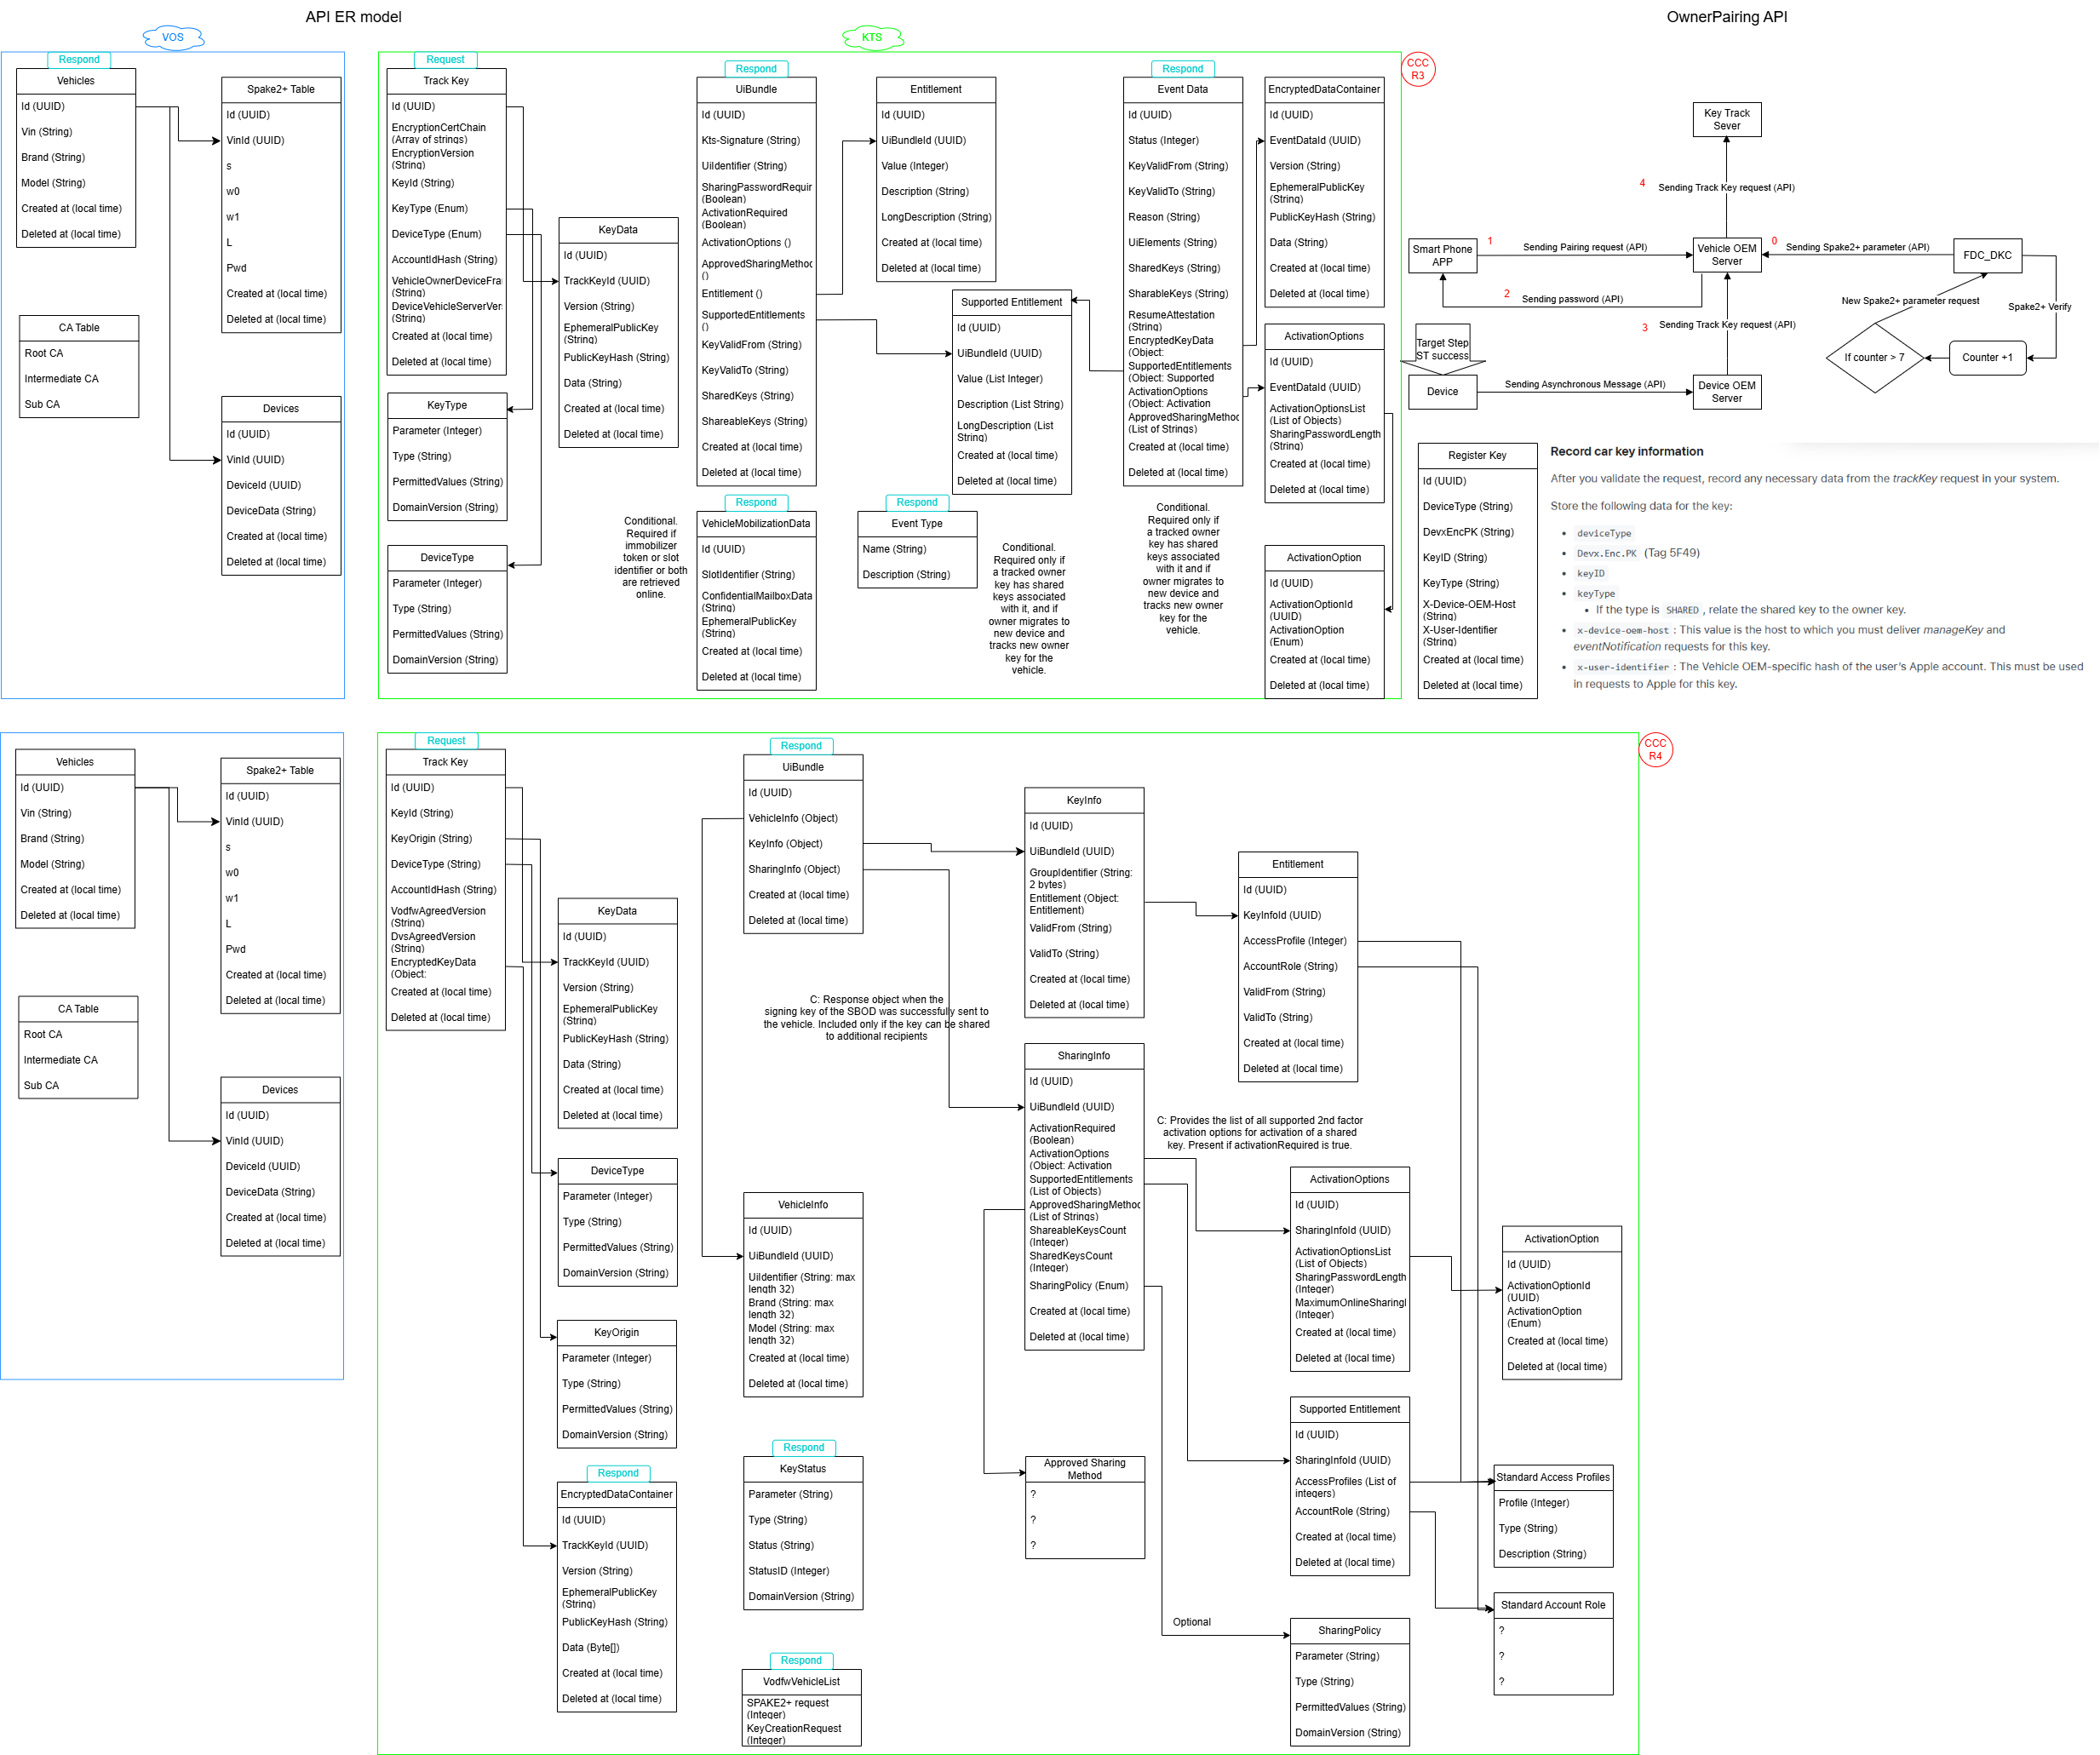 API ER model
OwnerPairing API
VOS
KTS
CCC
R3
Respond
Vehicles
Id (UUID)
Vin (String)
Brand (String)
Model (String)
Created at (local time)
Deleted at (local time)
Spake2+ Table
Id (UUID)
VinId (UUID)
s
w0
w1
L
Pwd
Created at (local time)
Deleted at (local time)
CA Table
Root CA
Intermediate CA
Sub CA
Devices
Id (UUID)
VinId (UUID)
DeviceId (UUID)
DeviceData (String)
Created at (local time)
Deleted at (local time)
Request
Track Key
Id (UUID)
EncryptionCertChain
(Array of strings)
EncryptionVersion
(String)
KeyId (String)
KeyType (Enum)
DeviceType (Enum)
AccountIdHash (String)
VehicleOwnerDeviceFra
(String)
DeviceVehicleServerVer
(String)
Created at (local time)
Deleted at (local time)
KeyType
Parameter (Integer)
Type (String)
PermittedValues (String)
DomainVersion (String)
DeviceType
Parameter (Integer)
Type (String)
PermittedValues (String)
DomainVersion (String)
KeyData
Id (UUID)
TrackKeyId (UUID)
Version (String)
EphemeralPublicKey
(String)
PublicKeyHash (String)
Data (String)
Created at (local time)
Deleted at (local time)
Conditional.
Required if
immobilizer
token or slot
identifier or both
are retrieved
online.
Respond
UiBundle
Id (UUID)
Kts-Signature (String)
UiIdentifier (String)
SharingPasswordRequir
(Boolean)
ActivationRequired
(Boolean)
ActivationOptions ()
ApprovedSharingMethod
()
Entitlement ()
SupportedEntitlements
()
KeyValidFrom (String)
KeyValidTo (String)
SharedKeys (String)
ShareableKeys (String)
Created at (local time)
Deleted at (local time)
Respond
VehicleMobilizationData
Id (UUID)
SlotIdentifier (String)
ConfidentialMailboxData
(String)
EphemeralPublicKey
(String)
Created at (local time)
Deleted at (local time)
Entitlement
Id (UUID)
UiBundleId (UUID)
Value (Integer)
Description (String)
LongDescription (String)
Created at (local time)
Deleted at (local time)
Supported Entitlement
Id (UUID)
UiBundleId (UUID)
Value (List Integer)
Description (List String)
LongDescription (List
String)
Created at (local time)
Deleted at (local time)
Respond
Event Type
Name (String)
Description (String)
Conditional.
Required only if
a tracked owner
key has shared
keys associated
with it, and if
owner migrates to
new device and
tracks new owner
key for the
vehicle.
Respond
Event Data
Id (UUID)
Status (Integer)
KeyValidFrom (String)
KeyValidTo (String)
Reason (String)
UiElements (String)
SharedKeys (String)
SharableKeys (String)
ResumeAttestation
(String)
EncryptedKeyData
(Object:
SupportedEntitlements
(Object: Supported
ActivationOptions
(Object: Activation
ApprovedSharingMethod
(List of Strings)
Created at (local time)
Deleted at (local time)
Conditional.
Required only if
a tracked owner
key has shared
keys associated
with it and if
owner migrates to
new device and
tracks new owner
key for the
vehicle.
EncryptedDataContainer
Id (UUID)
EventDataId (UUID)
Version (String)
EphemeralPublicKey
(String)
PublicKeyHash (String)
Data (String)
Created at (local time)
Deleted at (local time)
ActivationOptions
Id (UUID)
EventDataId (UUID)
ActivationOptionsList
(List of Objects)
SharingPasswordLength
(String)
Created at (local time)
Deleted at (local time)
ActivationOption
Id (UUID)
ActivationOptionId
(UUID)
ActivationOption
(Enum)
Created at (local time)
Deleted at (local time)
Key Track
Sever
4
Sending Track Key request (API)
Smart Phone
APP
1
Sending Pairing request (API)
Vehicle OEM
Server
0
Sending Spake2+ parameter (API)
FDC_DKC
2
Sending password (API)
New Spake2+ parameter request
Spake2+ Verify
3
Sending Track Key request (API)
Target Step
ST success
If counter > 7
Counter +1
Device
Sending Asynchronous Message (API)
Device OEM
Server
Register Key
Id (UUID)
DeviceType (String)
DevxEncPK (String)
KeyID (String)
KeyType (String)
X-Device-OEM-Host
(String)
X-User-Identifier
(String)
Created at (local time)
Deleted at (local time)
Record car key information
After you validate the request, record any necessary data from the trackKey request in your system.
Store the following data for the key:
• deviceType
• Devx.Enc.PK (Tag 5F49)
• keyID
• keyType
• If the type is SHARED , relate the shared key to the owner key.
• x-device-oem-host : This value is the host to which you must deliver manageKey and
eventNotification requests for this key.
• x-user-identifier : The Vehicle OEM-specific hash of the user's Apple account. This must be used
in requests to Apple for this key.
CCC
R4
Vehicles
Id (UUID)
Vin (String)
Brand (String)
Model (String)
Created at (local time)
Deleted at (local time)
Spake2+ Table
Id (UUID)
VinId (UUID)
s
w0
w1
L
Pwd
Created at (local time)
Deleted at (local time)
CA Table
Root CA
Intermediate CA
Sub CA
Devices
Id (UUID)
VinId (UUID)
DeviceId (UUID)
DeviceData (String)
Created at (local time)
Deleted at (local time)
Request
Track Key
Id (UUID)
KeyId (String)
KeyOrigin (String)
DeviceType (String)
AccountIdHash (String)
VodfwAgreedVersion
(String)
DvsAgreedVersion
(String)
EncryptedKeyData
(Object:
Created at (local time)
Deleted at (local time)
KeyData
Id (UUID)
TrackKeyId (UUID)
Version (String)
EphemeralPublicKey
(String)
PublicKeyHash (String)
Data (String)
Created at (local time)
Deleted at (local time)
DeviceType
Parameter (Integer)
Type (String)
PermittedValues (String)
DomainVersion (String)
KeyOrigin
Parameter (Integer)
Type (String)
PermittedValues (String)
DomainVersion (String)
Respond
EncryptedDataContainer
Id (UUID)
TrackKeyId (UUID)
Version (String)
EphemeralPublicKey
(String)
PublicKeyHash (String)
Data (Byte[])
Created at (local time)
Deleted at (local time)
Respond
UiBundle
Id (UUID)
VehicleInfo (Object)
KeyInfo (Object)
SharingInfo (Object)
Created at (local time)
Deleted at (local time)
C: Response object when the
signing key of the SBOD was successfully sent to
the vehicle. Included only if the key can be shared
to additional recipients
VehicleInfo
Id (UUID)
UiBundleId (UUID)
UiIdentifier (String: max
length 32)
Brand (String: max
length 32)
Model (String: max
length 32)
Created at (local time)
Deleted at (local time)
Respond
KeyStatus
Parameter (String)
Type (String)
Status (String)
StatusID (Integer)
DomainVersion (String)
Respond
VodfwVehicleList
SPAKE2+ request
(Integer)
KeyCreationRequest
(Integer)
KeyInfo
Id (UUID)
UiBundleId (UUID)
GroupIdentifier (String:
2 bytes)
Entitlement (Object:
Entitlement)
ValidFrom (String)
ValidTo (String)
Created at (local time)
Deleted at (local time)
SharingInfo
Id (UUID)
UiBundleId (UUID)
ActivationRequired
(Boolean)
ActivationOptions
(Object: Activation
SupportedEntitlements
(List of Objects)
ApprovedSharingMethod
(List of Strings)
ShareableKeysCount
(Integer)
SharedKeysCount
(Integer)
SharingPolicy (Enum)
Created at (local time)
Deleted at (local time)
Approved Sharing
Method
?
?
?
Entitlement
Id (UUID)
KeyInfoId (UUID)
AccessProfile (Integer)
AccountRole (String)
ValidFrom (String)
ValidTo (String)
Created at (local time)
Deleted at (local time)
C: Provides the list of all supported 2nd factor
activation options for activation of a shared
key. Present if activationRequired is true.
ActivationOptions
Id (UUID)
SharingInfoId (UUID)
ActivationOptionsList
(List of Objects)
SharingPasswordLength
(Integer)
MaximumOnlineSharingI
(Integer)
Created at (local time)
Deleted at (local time)
ActivationOption
Id (UUID)
ActivationOptionId
(UUID)
ActivationOption
(Enum)
Created at (local time)
Deleted at (local time)
Supported Entitlement
Id (UUID)
SharingInfoId (UUID)
AccessProfiles (List of
integers)
AccountRole (String)
Created at (local time)
Deleted at (local time)
Standard Access Profiles
Profile (Integer)
Type (String)
Description (String)
Standard Account Role
?
?
?
Optional
SharingPolicy
Parameter (String)
Type (String)
PermittedValues (String)
DomainVersion (String)